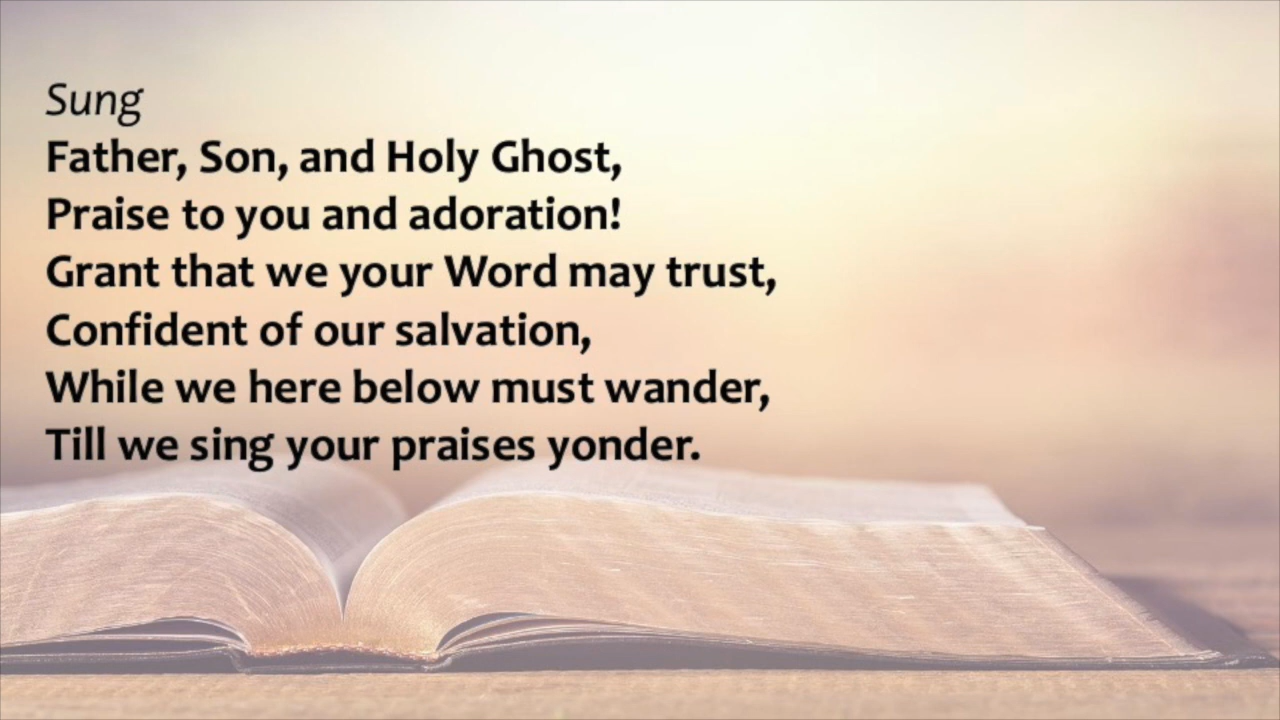 Sung
Father, Son, and Holy Ghost,
Praise to you and adoration!
Grant that we your Word may trust,
Confident of our salvation,
While we here below must wander,
Till we sing your praises yonder.